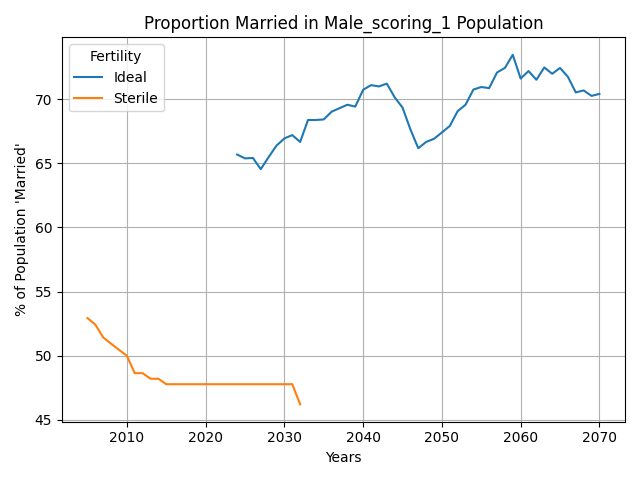 Proportion Married in Male_scoring_1 Population
Fertility
Ideal
Sterile
% of Population 'Married'
70
65
60
55
50
45
2010 2020 2030 2040 2050 2060 2070
Years